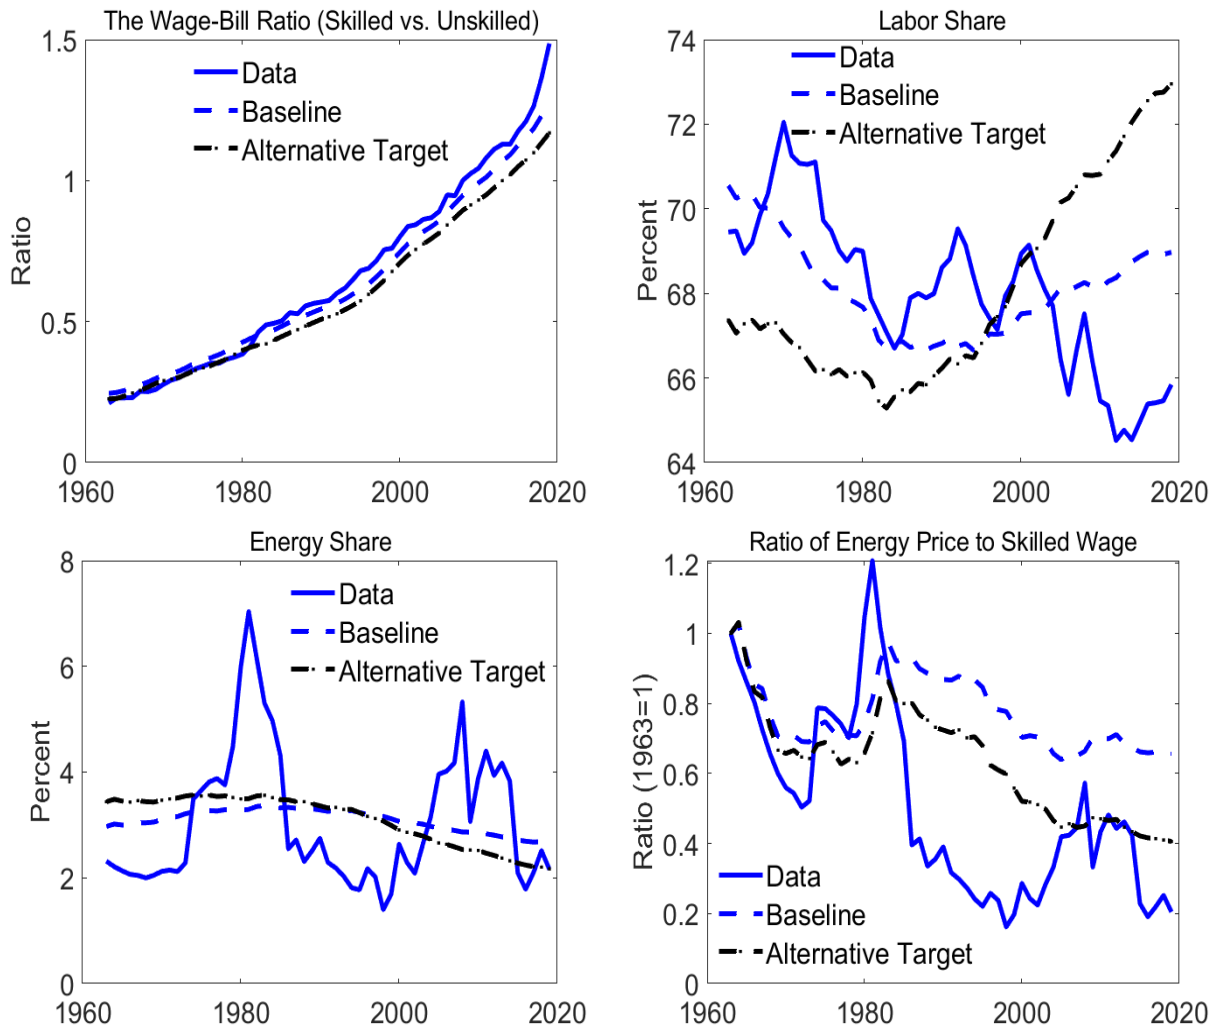 The Wage-Bill Ratio (Skilled vs. Unskilled)
1.5
1
0.5
0
Ratio
Data
Baseline
Alternative Target
1960
1980
2000
2020
Labor Share
74
72
70
68
66
64
Percent
Data
Baseline
Alternative Target
1960
1980
2000
2020
Energy Share
8
6
4
2
0
Percent
Data
Baseline
Alternative Target
1960
1980
2000
2020
Ratio of Energy Price to Skilled Wage
1.2
1
0.8
0.6
0.4
0.2
0
Ratio (1963=1)
Data
Baseline
Alternative Target
1960
1980
2000
2020